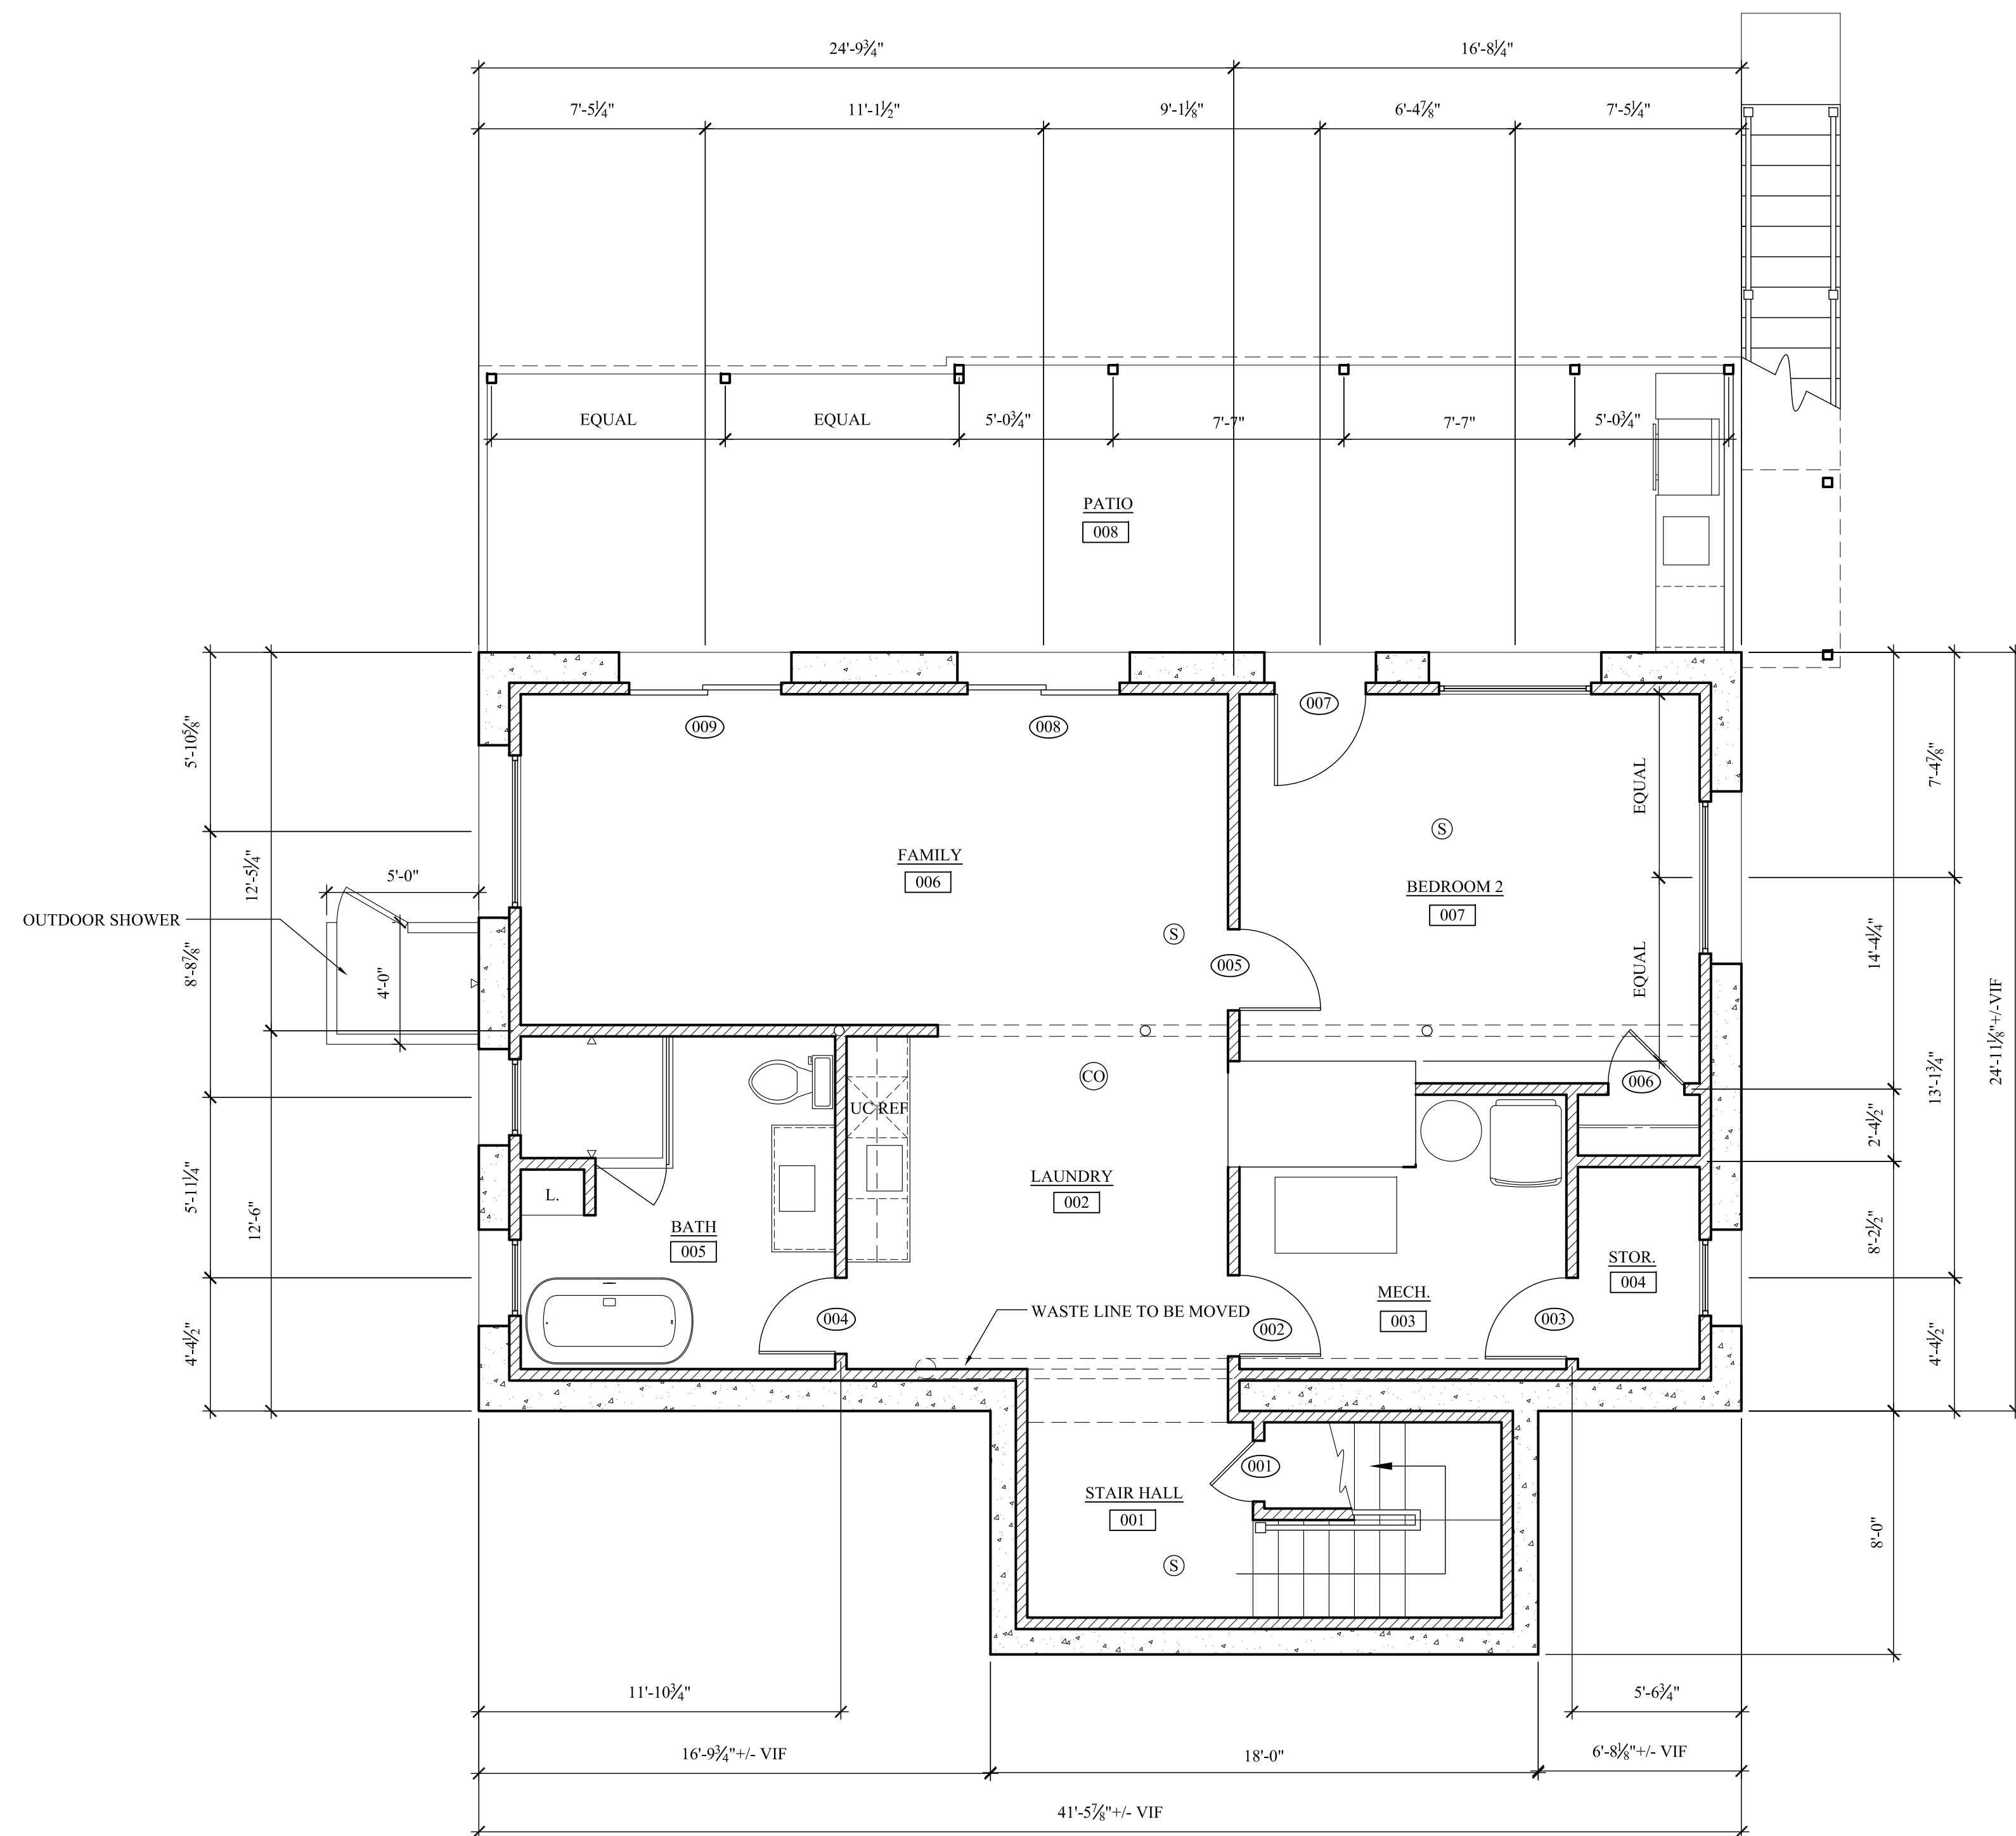 24'-9¾"
16'-8¼"
7'-5¼"
11'-1½"
9'-1⅛"
6'-4⅞"
7'-5¼"
EQUAL
EQUAL
5'-0¾"
7'-7"
7'-7"
5'-0¾"
PATIO
008
009
008
007
5'-10⅝"
12'-5¼"
8'-8⅞"
5'-11¼"
12'-6"
4'-4½"
OUTDOOR SHOWER
5'-0"
4'-0"
FAMILY
006
S
S
BEDROOM 2
007
EQUAL
EQUAL
005
006
7'-4⅞"
14'-4¼"
24'-11⅛"+/-VIF
13'-1¾"
2'-4½"
8'-2½"
4'-4½"
8'-0"
CO
UC REF
LAUNDRY
002
L.
BATH
005
STOR.
004
MECH.
003
WASTE LINE TO BE MOVED
004
002
003
001
STAIR HALL
001
S
11'-10¾"
5'-6¾"
16'-9¾"+/- VIF
18'-0"
6'-8⅛"+/- VIF
41'-5⅞"+/- VIF